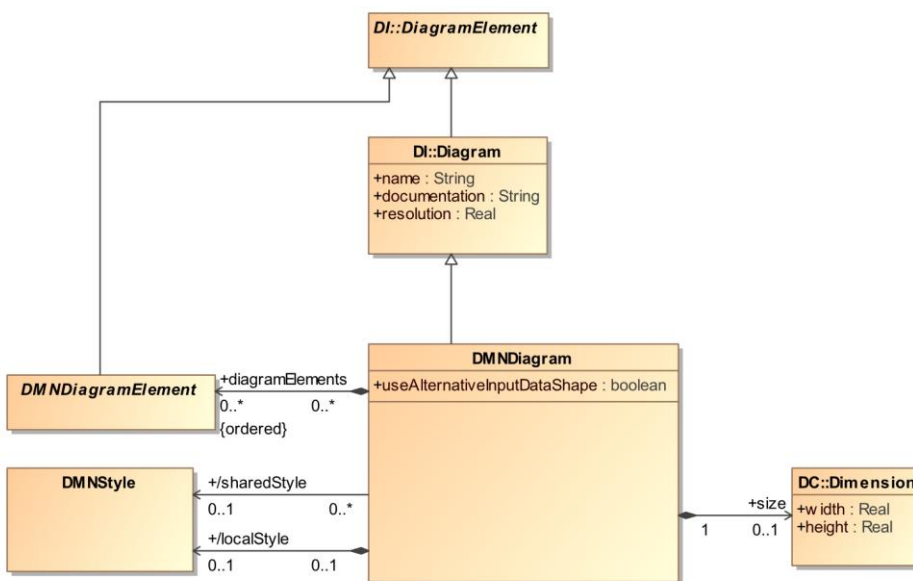 DI::DiagramElement
DI::Diagram
+name : String
+documentation : String
+resolution : Real
DMNDiagram
+useAlternativeInputDataShape : boolean
DMNDiagramElement
+diagramElements
0..* 0..*
{ordered}
DMNStyle
+/sharedStyle
0..1 0..*
+/localStyle
0..1 0..1
+size
1 0..1
DC::Dimension
+width : Real
+height : Real